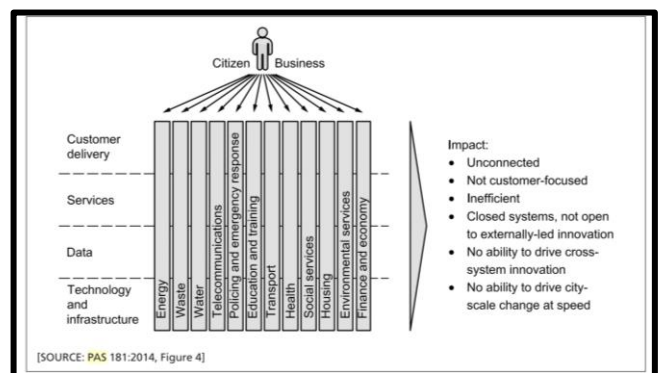 Citizen Business
Customer
delivery
Services
Data
Technology
and
infrastructure
Energy
Waste
Water
Telecommunications
Policing and emergency response
Education and training
Transport
Health
Social services
Housing
Environmental services
Finance and economy
Impact:
• Unconnected
• Not customer-focused
• Inefficient
• Closed systems, not open
to externally-led innovation
• No ability to drive cross-
system innovation
• No ability to drive city-
scale change at speed
[SOURCE: PAS 181:2014, Figure 4]